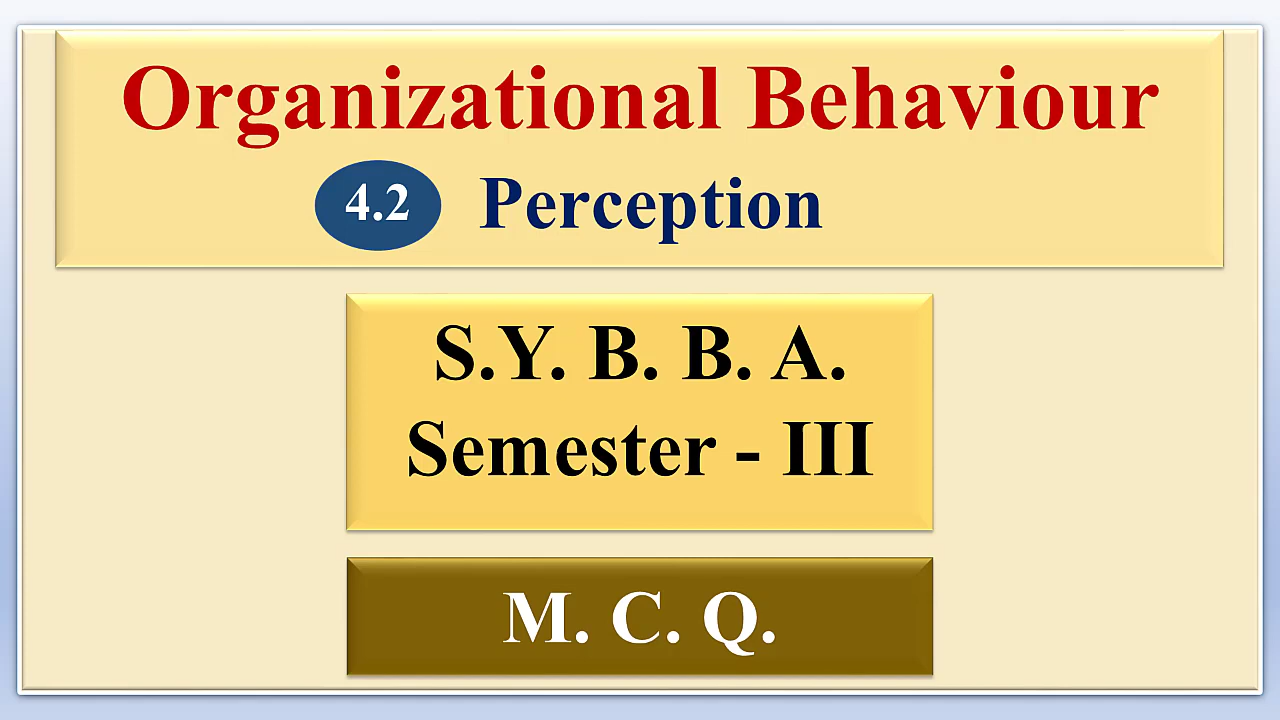 Organizational Behaviour
4.2 Perception
S.Y. B. B. A.
Semester - III
M. C. Q.